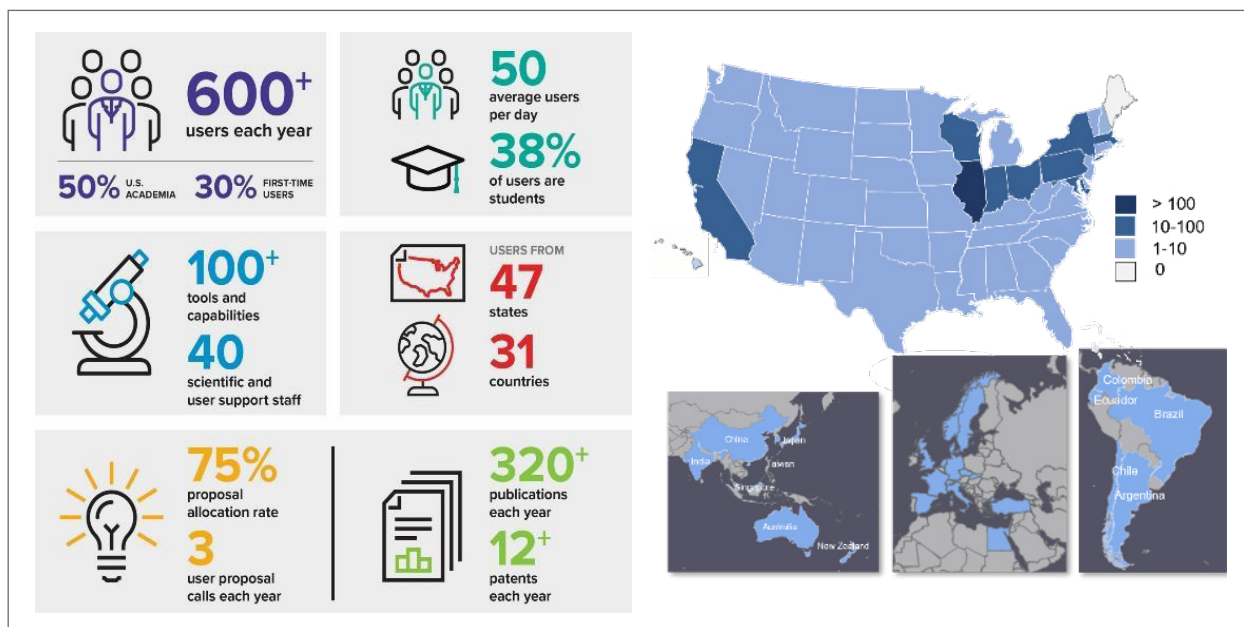 600+
users each year
50% U.S. ACADEMIA
30% FIRST-TIME USERS
50
average users
per day
38%
of users are
students
100+
tools and
capabilities
40
scientific and
user support staff
USERS FROM
47
states
31
countries
75%
proposal
allocation rate
3
user proposal
calls each year
320+
publications
each year
12+
patents
each year
> 100
10-100
1-10
0
China
Japan
India
Taiwan
Singapore
Australia
New Zealand
Colombia
Ecuador
Brazil
Chile
Argentina